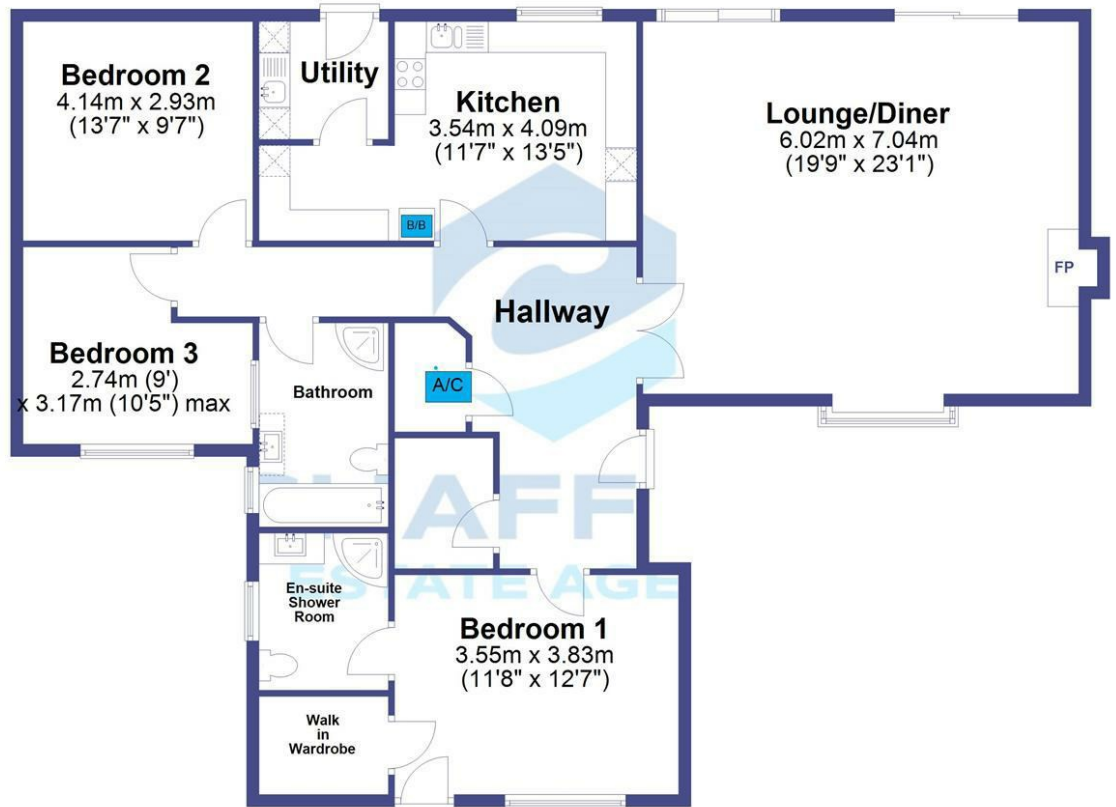 Bedroom 2
4.14m x 2.93m
(13'7" x 9'7")
Utility
Kitchen
3.54m x 4.09m
(11'7" x 13'5")
B/B
Lounge/Diner
6.02m x 7.04m
(19'9" x 23'1")
FP
Hallway
Bedroom 3
2.74m (9')
x 3.17m (10'5") max
Bathroom
A/C
AFF
ESTATE AGE
En-suite
Shower
Room
Bedroom 1
3.55m x 3.83m
(11'8" x 12'7")
Walk
in
Wardrobe